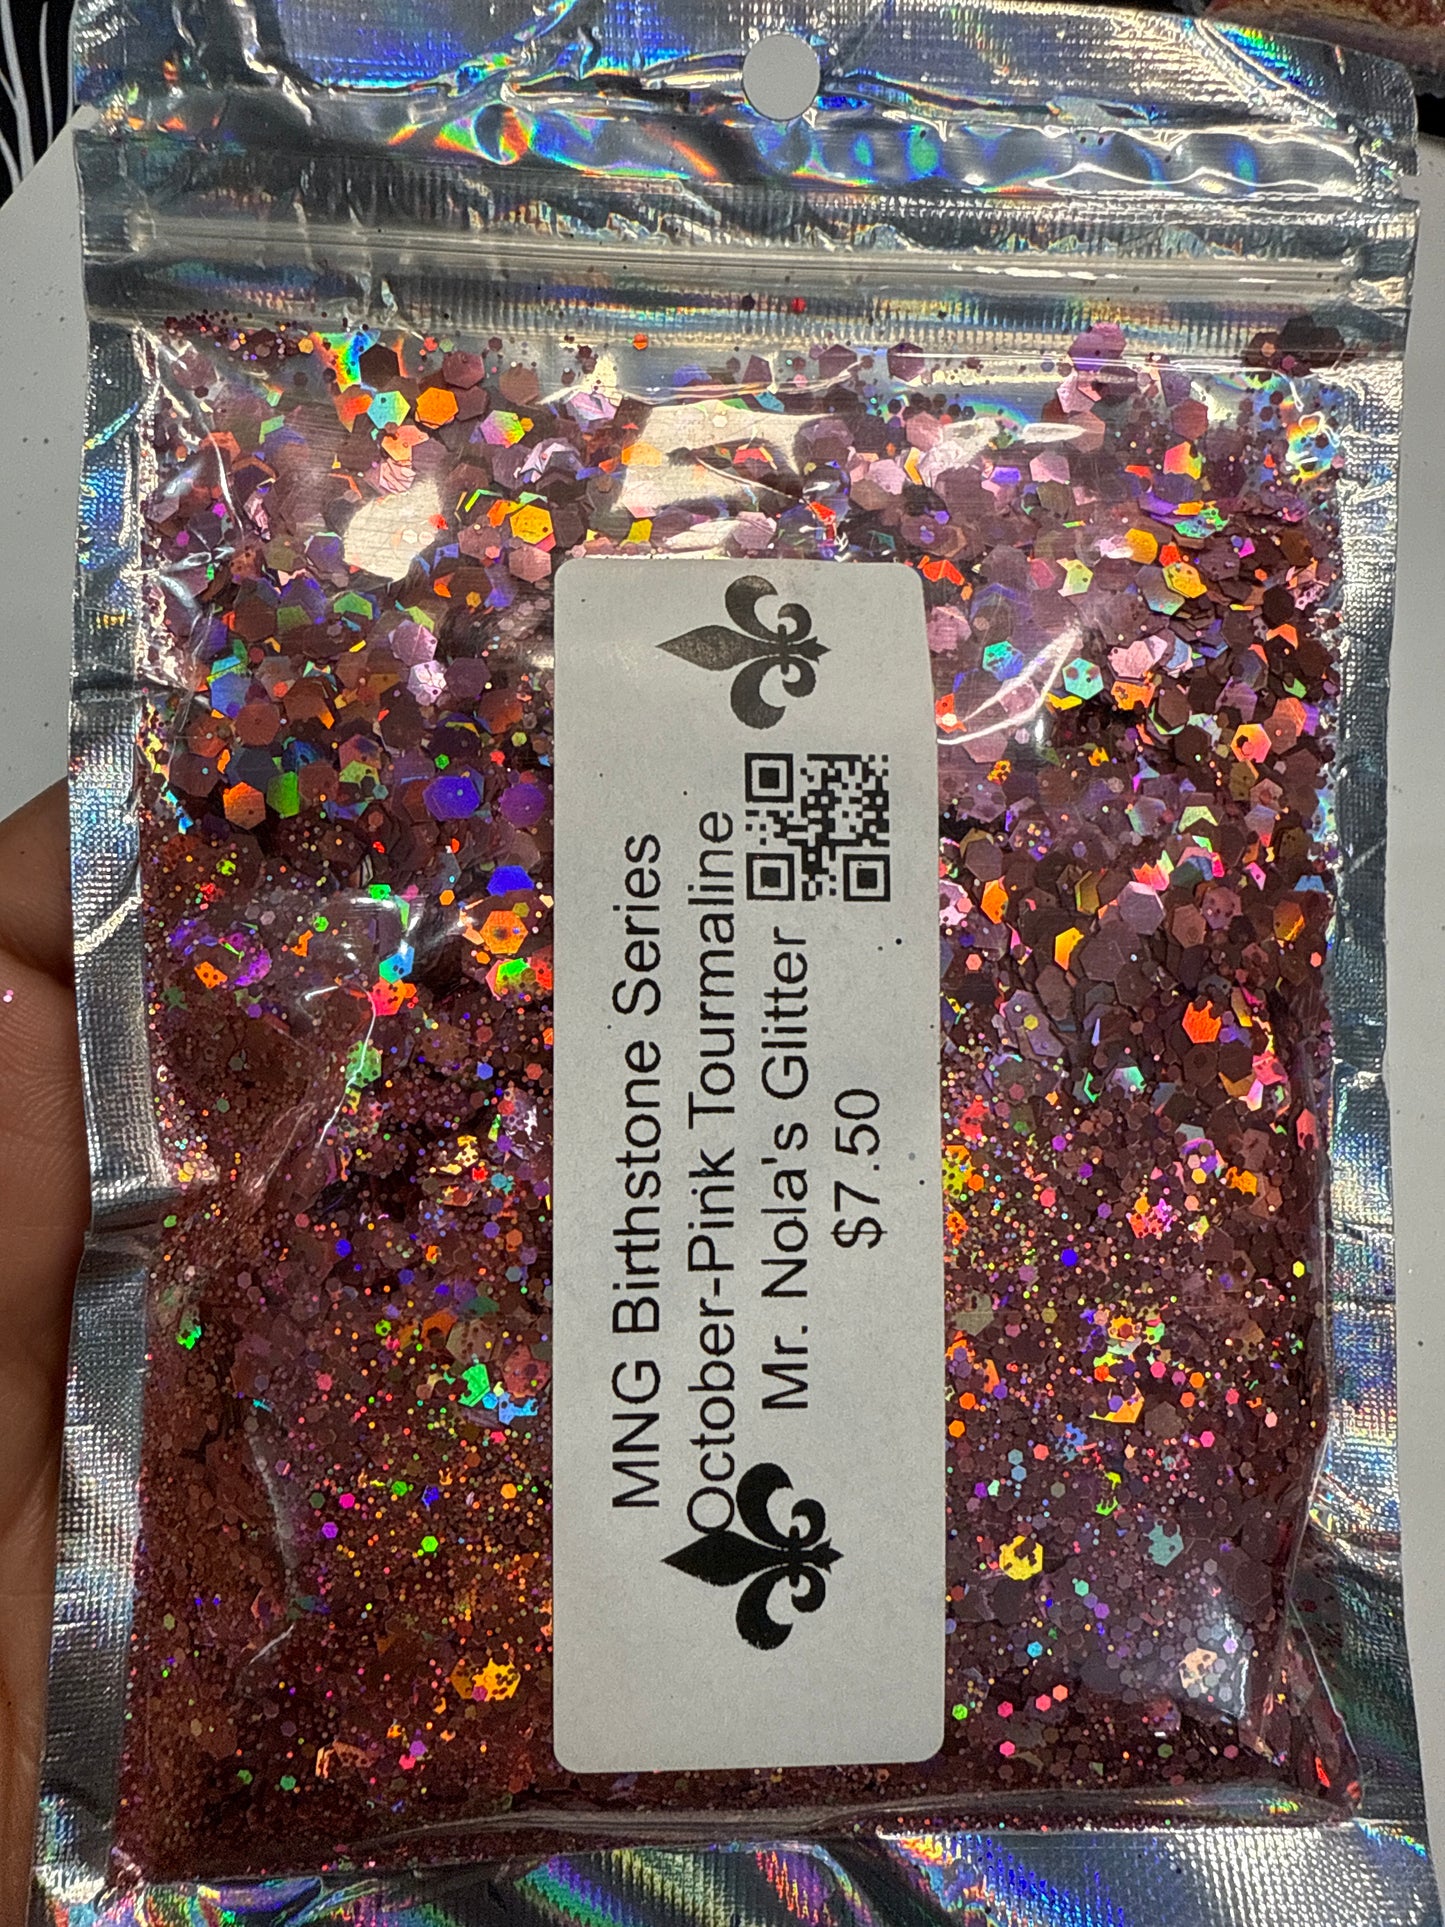 MNG Birthstone Series
October-Pink Tourmaline
Mr. Nola's Glitter
$7.50